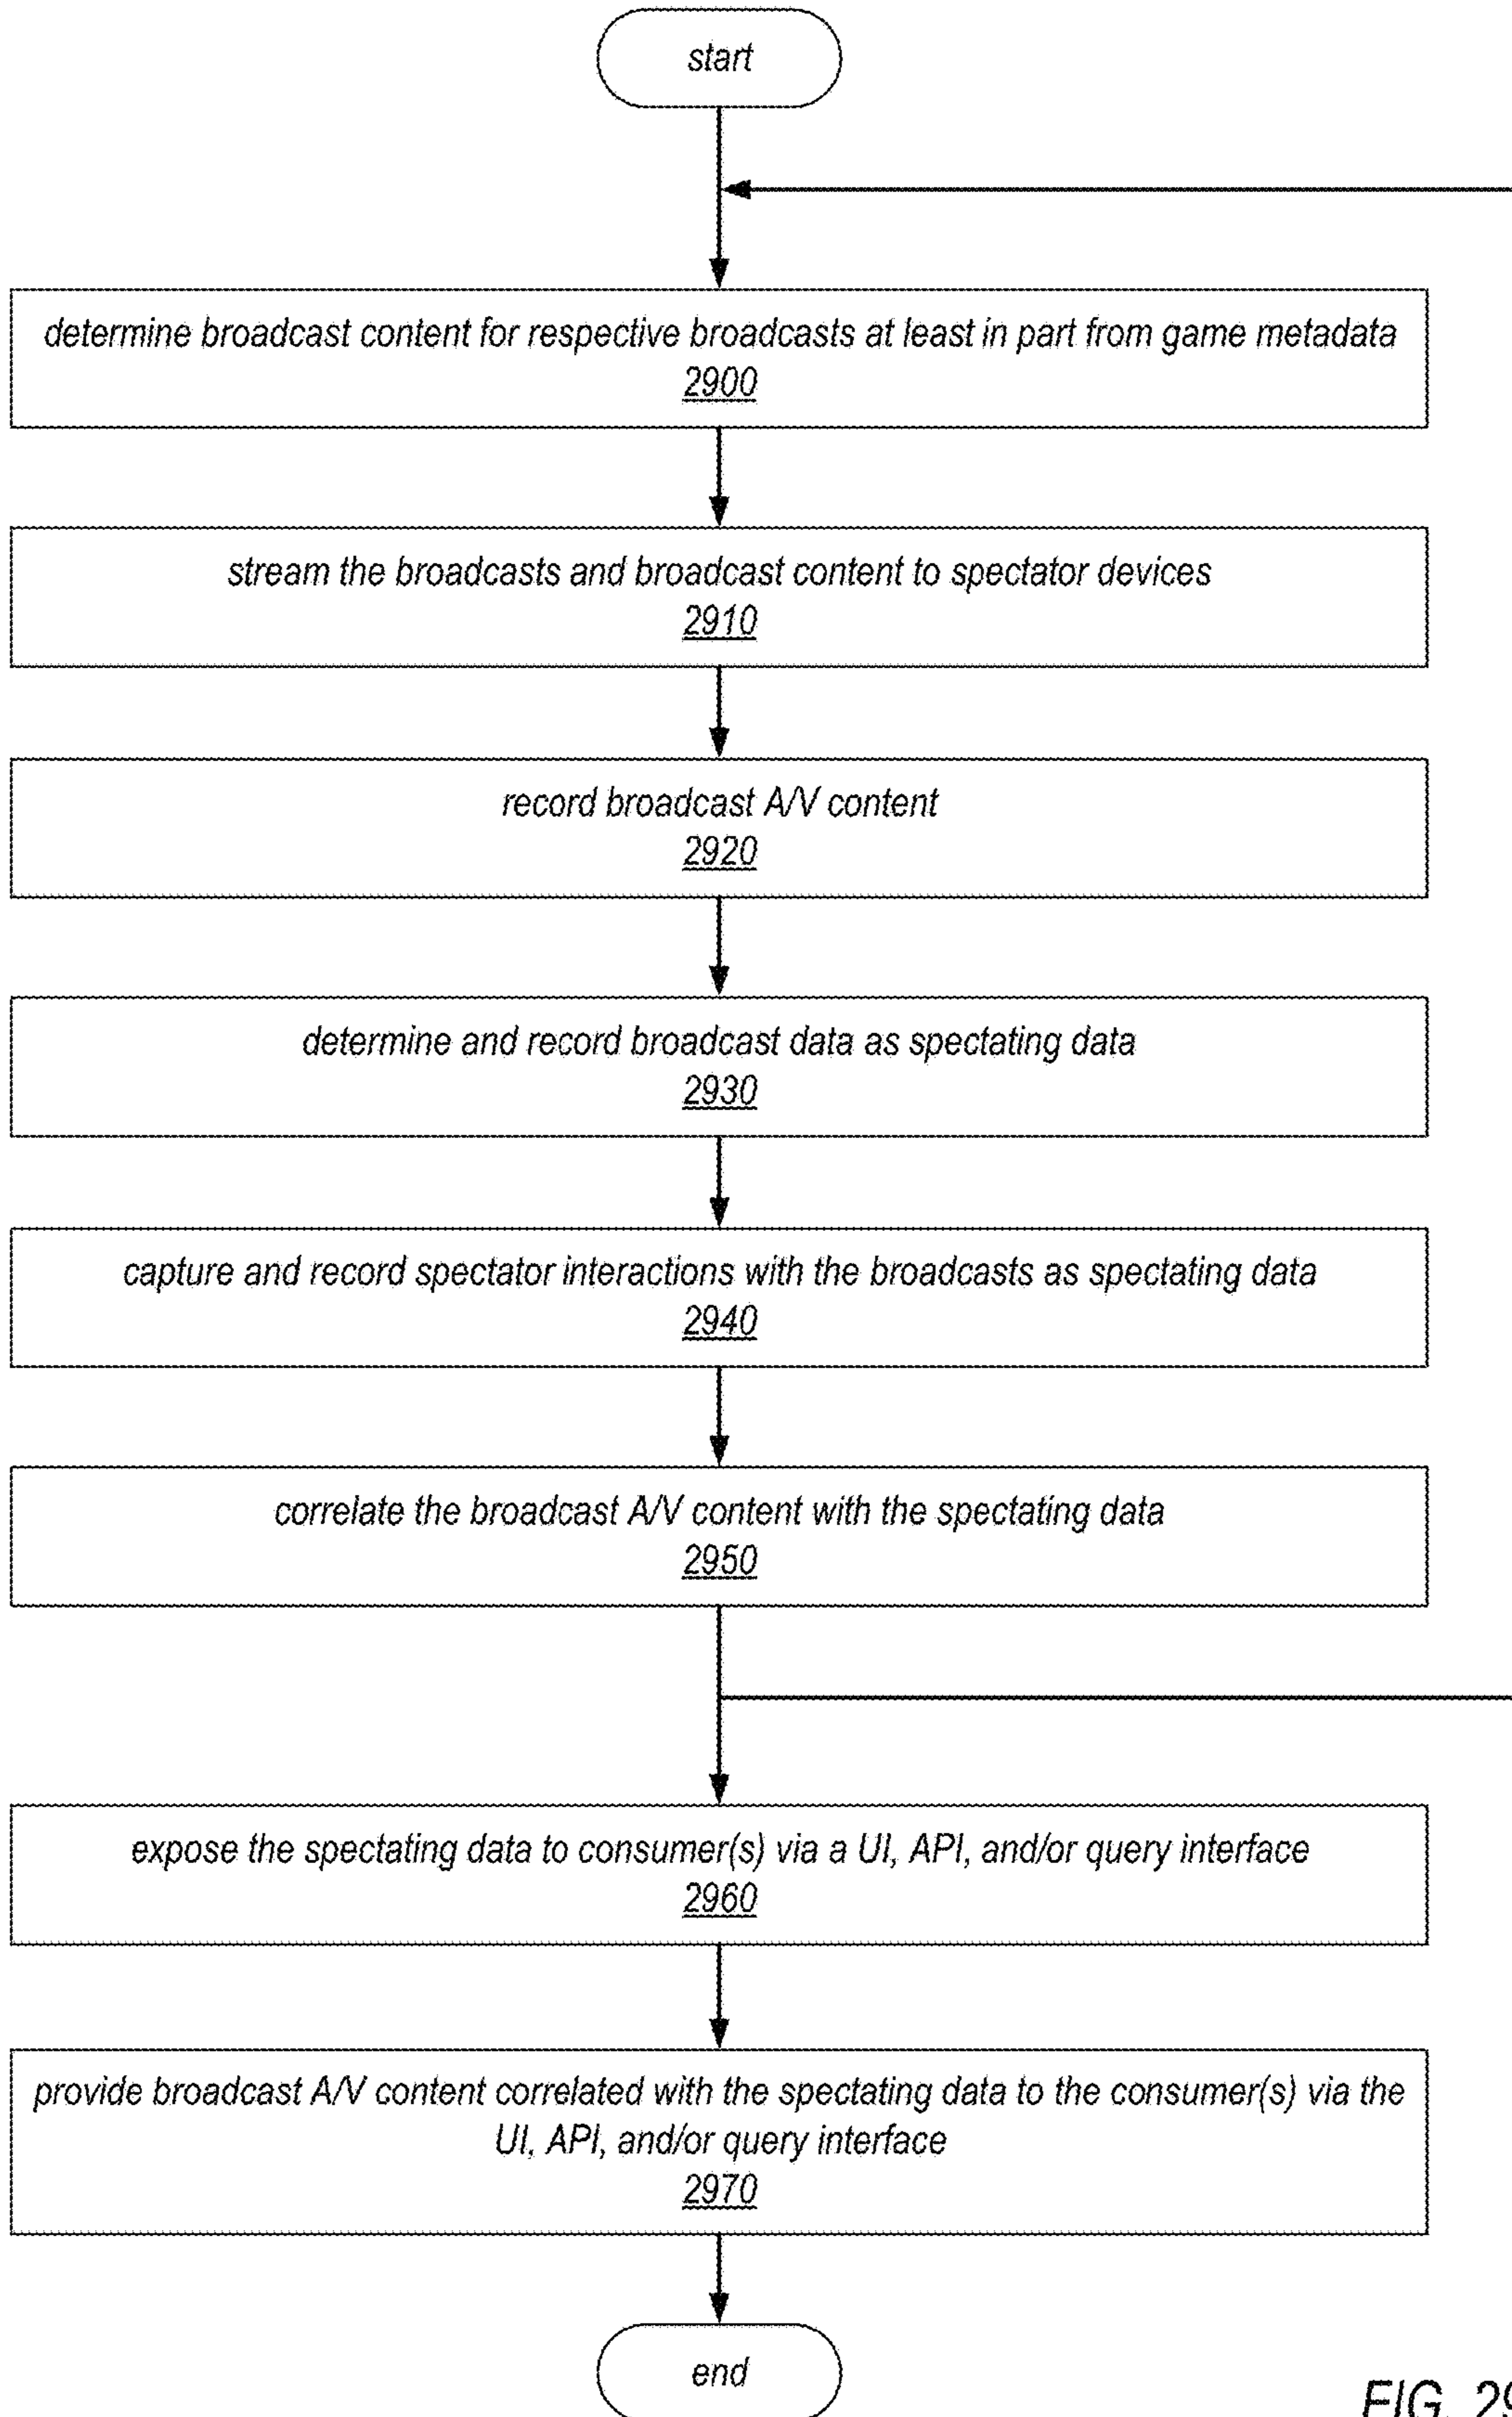 start
determine broadcast content for respective broadcasts at least in part from game metadata
2900
stream the broadcasts and broadcast content to spectator devices
2910
record broadcast A/V content
2920
determine and record broadcast data as spectating data
2930
capture and record spectator interactions with the broadcasts as spectating data
2940
correlate the broadcast A/V content with the spectating data
2950
expose the spectating data to consumer(s) via a UI, API, and/or query interface
2960
provide broadcast A/V content correlated with the spectating data to the consumer(s) via the
UI, API, and/or query interface
2970
end
FIG. 29